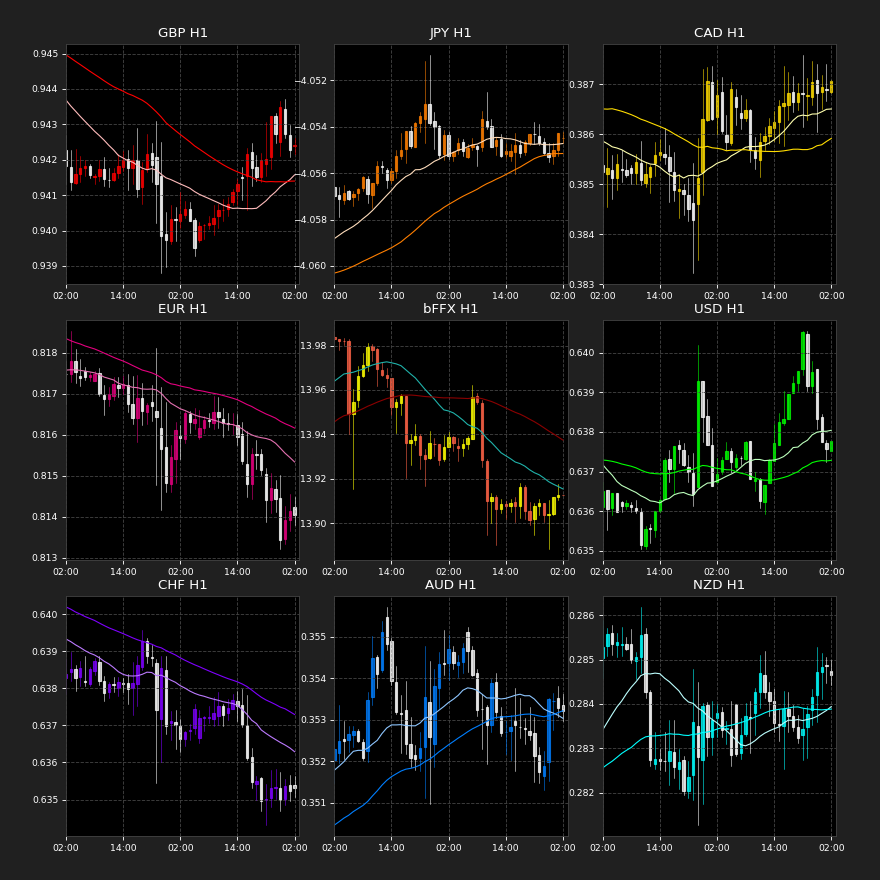 GBP H1
JPY H1
CAD H1
0.945
0.944
0.943
0.942
0.941
0.940
0.939
−4.052
−4.054
−4.056
−4.058
−4.060
0.387
0.386
0.385
0.384
0.383
02:00 14:00 02:00 14:00 02:00
02:00 14:00 02:00 14:00 02:00
02:00 14:00 02:00 14:00 02:00
EUR H1
bFFX H1
USD H1
0.818
0.817
0.816
0.815
0.814
0.813
13.98
13.96
13.94
13.92
13.90
0.640
0.639
0.638
0.637
0.636
0.635
02:00 14:00 02:00 14:00 02:00
02:00 14:00 02:00 14:00 02:00
02:00 14:00 02:00 14:00 02:00
CHF H1
AUD H1
NZD H1
0.640
0.639
0.638
0.637
0.636
0.635
0.355
0.354
0.353
0.352
0.351
0.286
0.285
0.284
0.283
0.282
02:00 14:00 02:00 14:00 02:00
02:00 14:00 02:00 14:00 02:00
02:00 14:00 02:00 14:00 02:00